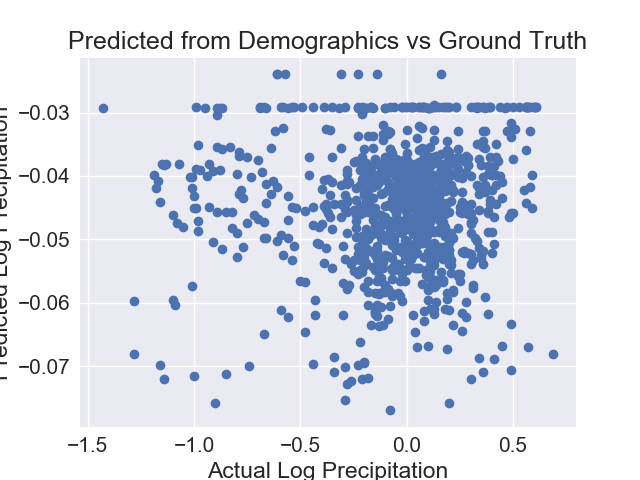 Predicted from Demographics vs Ground Truth
Predicted Log Precipitation
−0.03
−0.04
−0.05
−0.06
−0.07
−1.5 −1.0 −0.5 0.0 0.5
Actual Log Precipitation